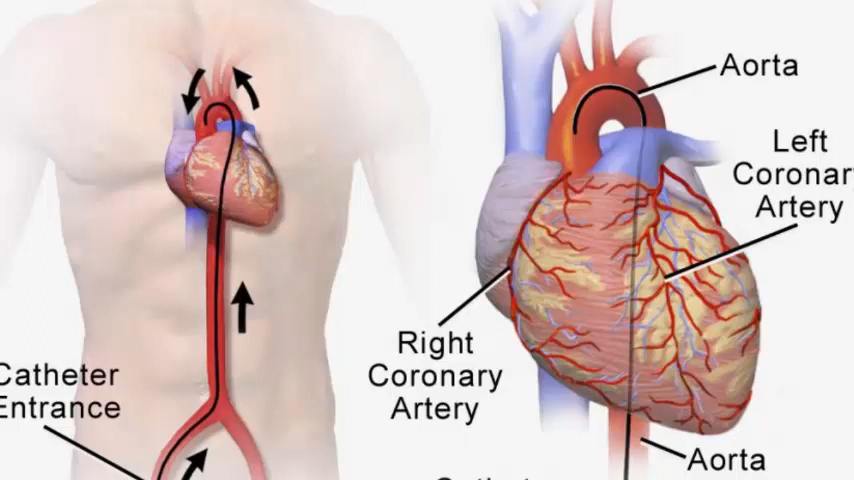 Aorta
Left
Coronar
Artery
Right
Coronary
Artery
Catheter
Entrance
Aorta